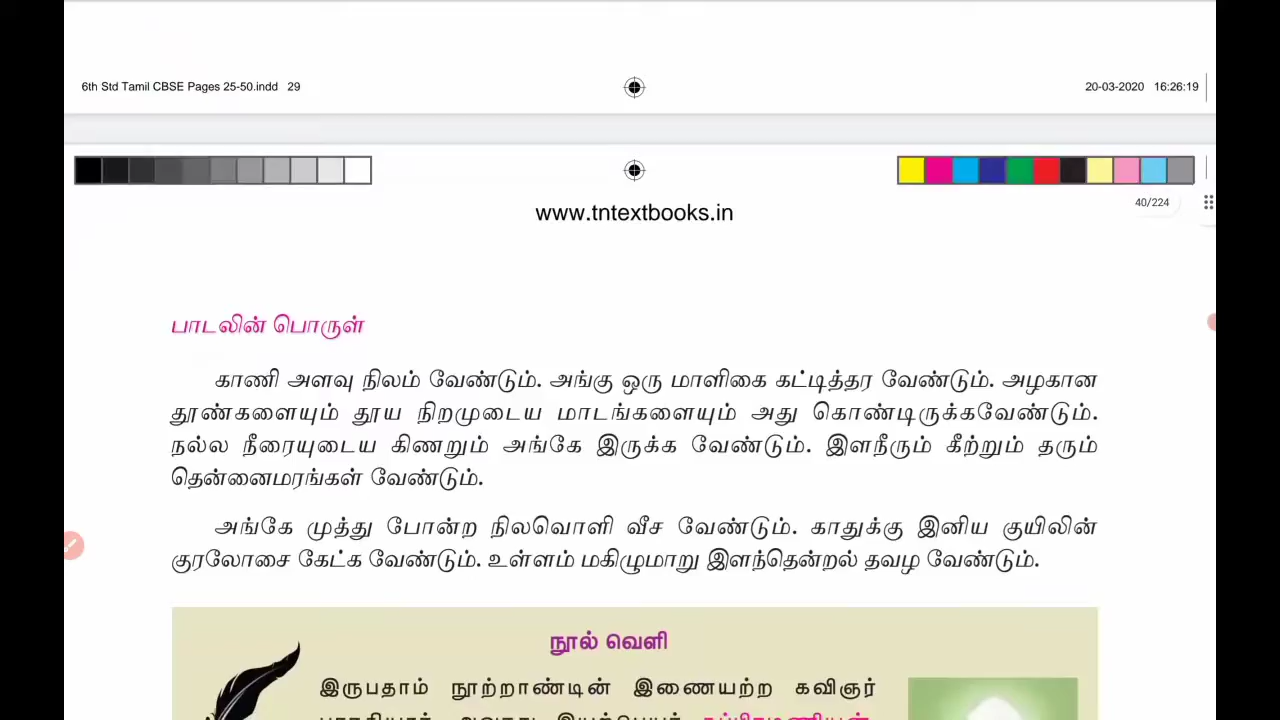 6th Std Tamil CBSE Pages 25-50.indd 29
20-03-2020 16:26:19
www.tntextbooks.in
40/224
பாடலின் பொருள்
காணி அளவு நிலம் வேண்டும். அங்கு ஒரு மாளிகை கட்டித்தர வேண்டும். அழகான
தூண்களையும் தூய நிறமுடைய மாடங்களையும் அது கொண்டிருக்கவேண்டும்.
நல்ல நீரையுடைய கிணறும் அங்கே இருக்க வேண்டும். இளநீரும் கீற்றும் தரும்
தென்னைமரங்கள் வேண்டும்.
அங்கே முத்து போன்ற நிலவொளி வீச வேண்டும். காதுக்கு இனிய குயிலின்
குரலோசை கேட்க வேண்டும். உள்ளம் மகிழுமாறு இளந்தென்றல் தவழ வேண்டும்.
நூல் வெளி
இருபதாம் நூற்றாண்டின் இணையற்ற கவிஞர்